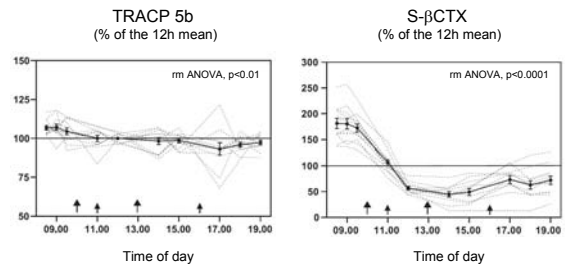 TRACP 5b
(% of the 12h mean)
rm ANOVA, p<0.01
150
125
100
75
50
09.00 11.00 13.00 15.00 17.00 19.00
Time of day
S-βCTX
(% of the 12h mean)
rm ANOVA, p<0.0001
300
250
200
150
100
50
0
09.00 11.00 13.00 15.00 17.00 19.00
Time of day